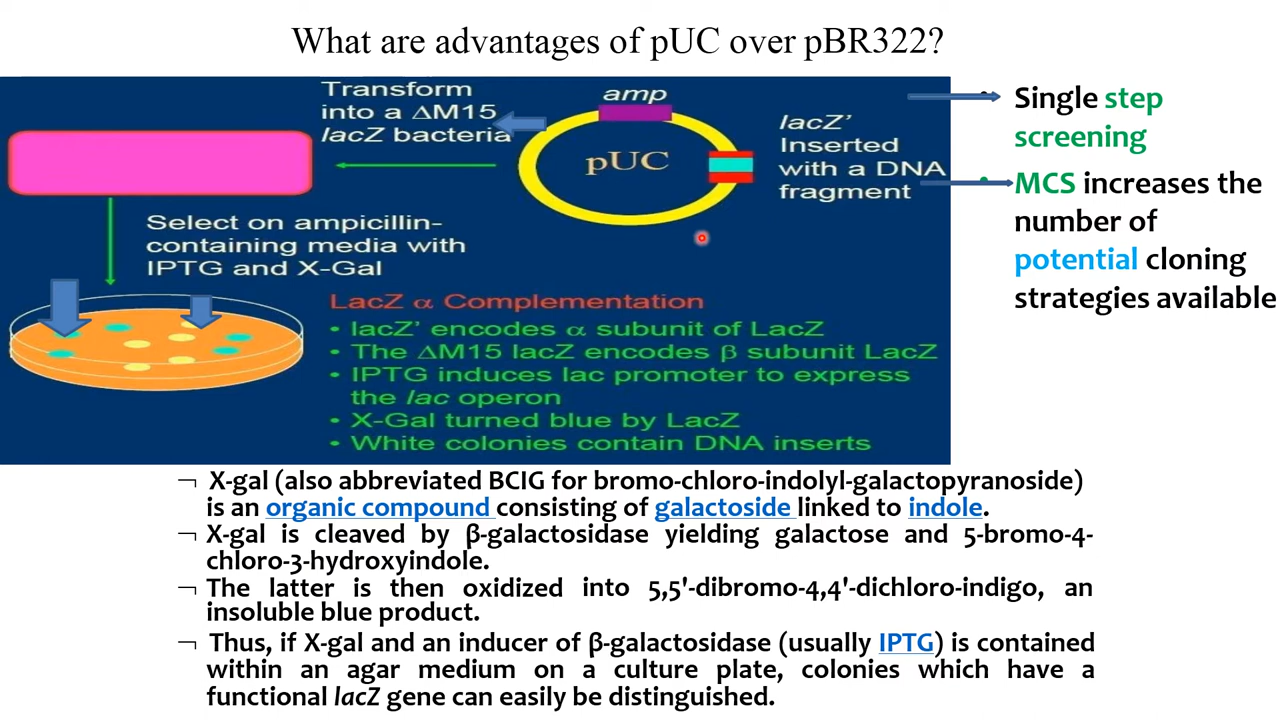 What are advantages of pUC over pBR322?
Transform
into a ΔM15
lacZ bacteria
amp
pUC
lacZ’
Inserted
with a DNA
fragment
• Single step
screening
• MCS increases the
number of
potential cloning
strategies available
Select on ampicillin-
containing media with
IPTG and X-Gal
LacZ α Complementation
• lacZ’ encodes α subunit of LacZ
• The ΔM15 lacZ encodes β subunit LacZ
• IPTG induces lac promoter to express
the lac operon
• X-Gal turned blue by LacZ
• White colonies contain DNA inserts
¬ X-gal (also abbreviated BCIG for bromo-chloro-indolyl-galactopyranoside)
is an organic compound consisting of galactoside linked to indole.
¬ X-gal is cleaved by β-galactosidase yielding galactose and 5-bromo-4-
chloro-3-hydroxyindole.
¬ The latter is then oxidized into 5,5'-dibromo-4,4'-dichloro-indigo, an
insoluble blue product.
¬ Thus, if X-gal and an inducer of β-galactosidase (usually IPTG) is contained
within an agar medium on a culture plate, colonies which have a
functional lacZ gene can easily be distinguished.